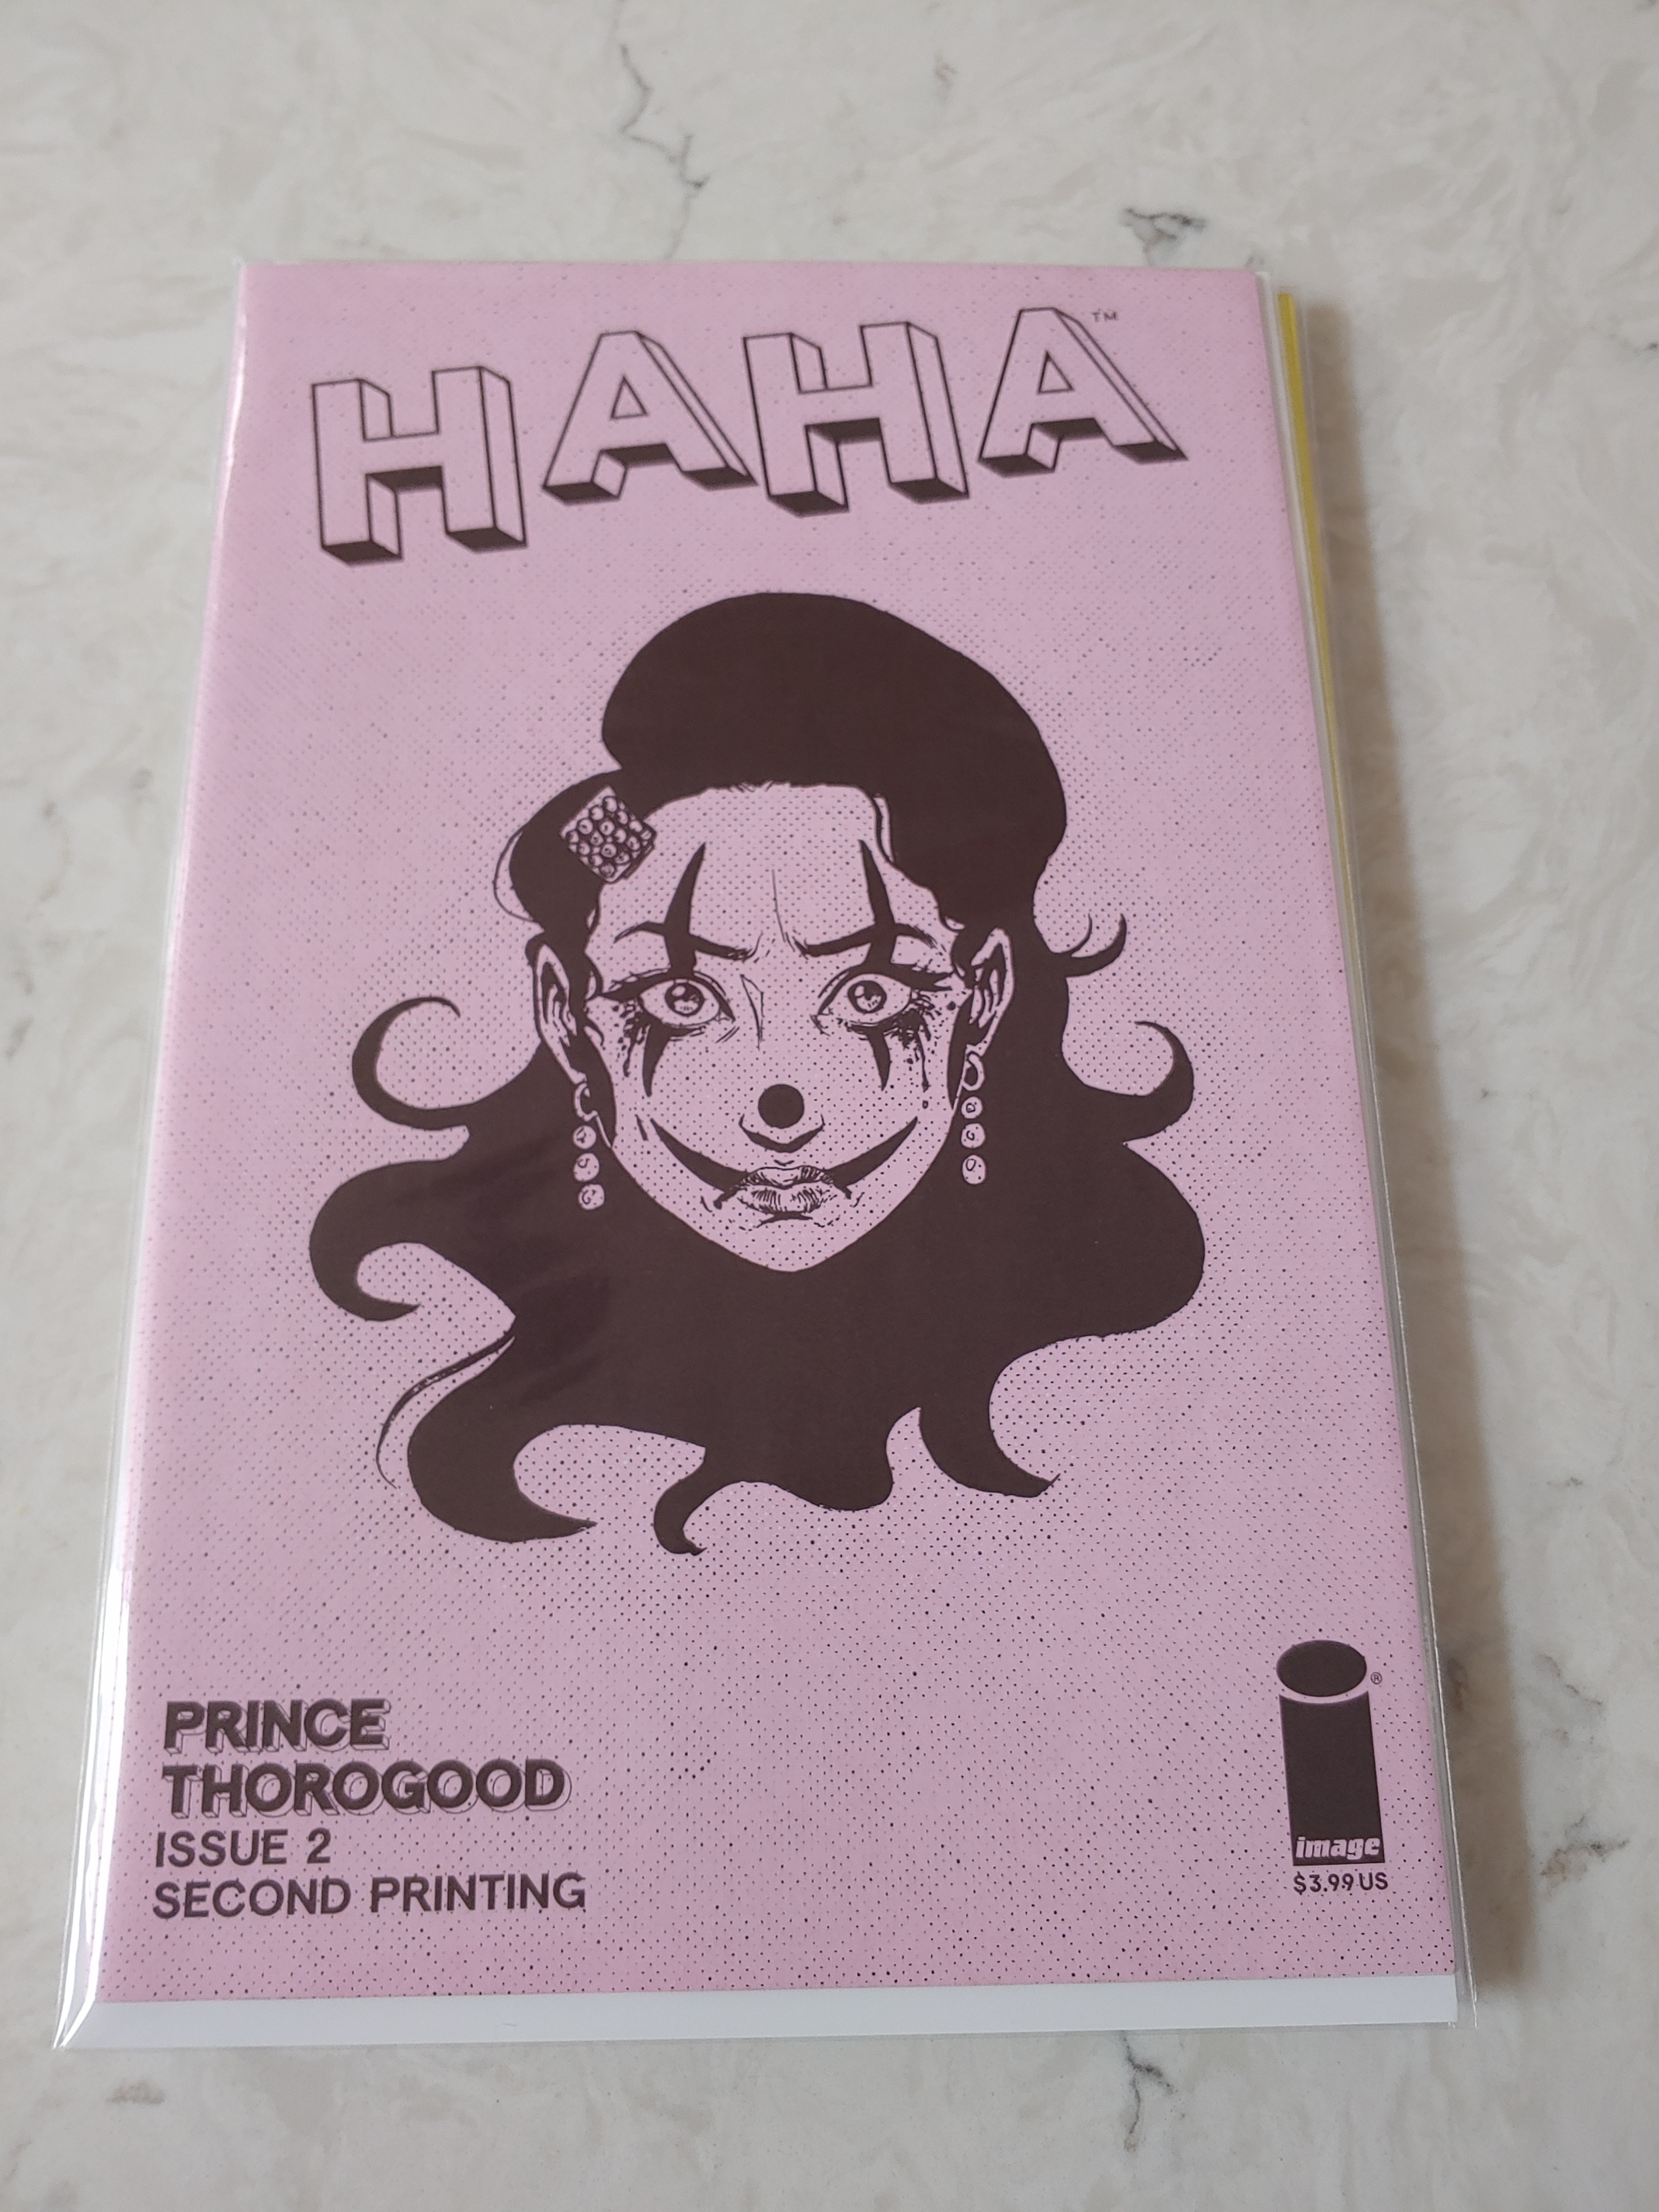 HAHA™
PRINCE
THOROGOOD
ISSUE 2
SECOND PRINTING
®
image
$3.99 US